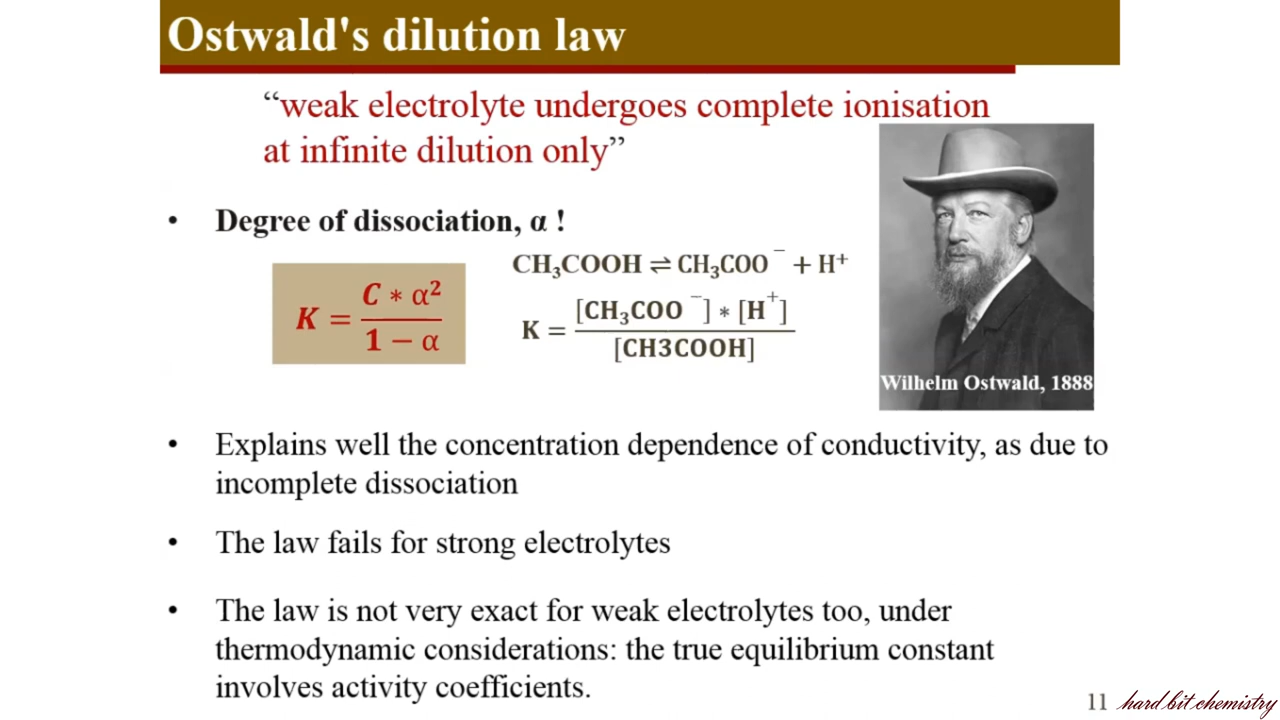 Ostwald's dilution law
“weak electrolyte undergoes complete ionisation
at infinite dilution only”
• Degree of dissociation, α !
CH₃COOH ⇌ CH₃COO⁻ + H⁺
K = C * α² / 1 − α
K = [CH₃COO⁻] * [H⁺] / [CH3COOH]
Wilhelm Ostwald, 1888
• Explains well the concentration dependence of conductivity, as due to
incomplete dissociation
• The law fails for strong electrolytes
• The law is not very exact for weak electrolytes too, under
thermodynamic considerations: the true equilibrium constant
involves activity coefficients.
11 hard bit chemistry